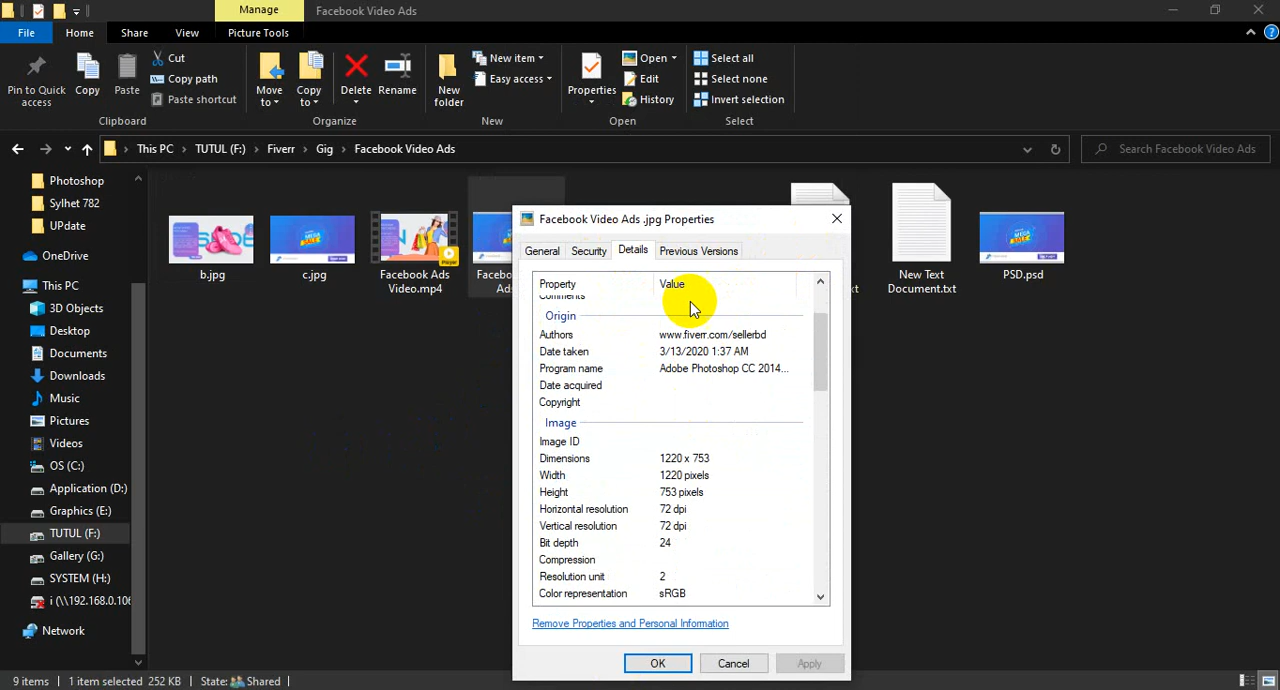 Manage
Facebook Video Ads
File
Home
Share
View
Picture Tools
Pin to Quick access
Copy
Paste
Cut
Copy path
Paste shortcut
Clipboard
Move to
Copy to
Delete
Rename
Organize
New folder
New item
Easy access
New
Properties
Open
Edit
History
Open
Select all
Select none
Invert selection
Select
This PC
TUTUL (F:)
Fiverr
Gig
Facebook Video Ads
Search Facebook Video Ads
Photoshop
Sylhet 782
UPdate
OneDrive
This PC
3D Objects
Desktop
Documents
Downloads
Music
Pictures
Videos
OS (C:)
Application (D:)
Graphics (E:)
TUTUL (F:)
Gallery (G:)
SYSTEM (H:)
i (\\192.168.0.106
Network
b.jpg
c.jpg
Facebook Ads
Video.mp4
New Text
Document.txt
PSD.psd
Facebook Video Ads .jpg Properties
General
Security
Details
Previous Versions
Property
Value
Comments
Origin
Authors
www.fiverr.com/sellerbd
Date taken
3/13/2020 1:37 AM
Program name
Adobe Photoshop CC 2014...
Date acquired
Copyright
Image
Image ID
Dimensions
1220 x 753
Width
1220 pixels
Height
753 pixels
Horizontal resolution
72 dpi
Vertical resolution
72 dpi
Bit depth
24
Compression
Resolution unit
2
Color representation
sRGB
Remove Properties and Personal Information
OK
Cancel
Apply
9 items
1 item selected 252 KB
State:
Shared